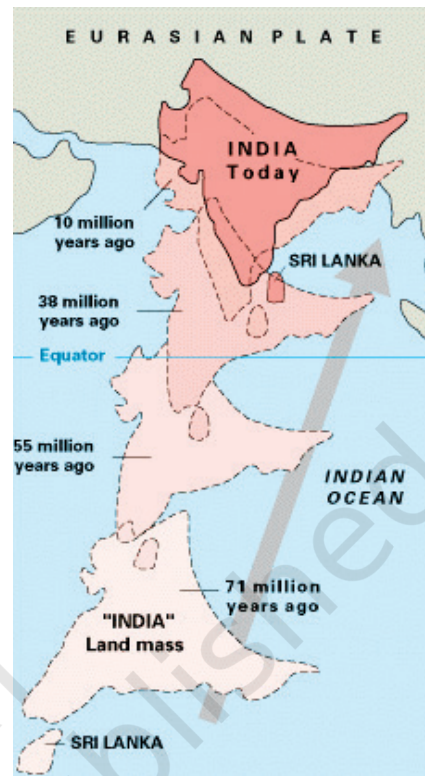 EURASIAN PLATE
INDIA
Today
10 million
years ago
SRI LANKA
38 million
years ago
Equator
55 million
years ago
INDIAN
OCEAN
71 million
years ago
"INDIA"
Land mass
SRI LANKA